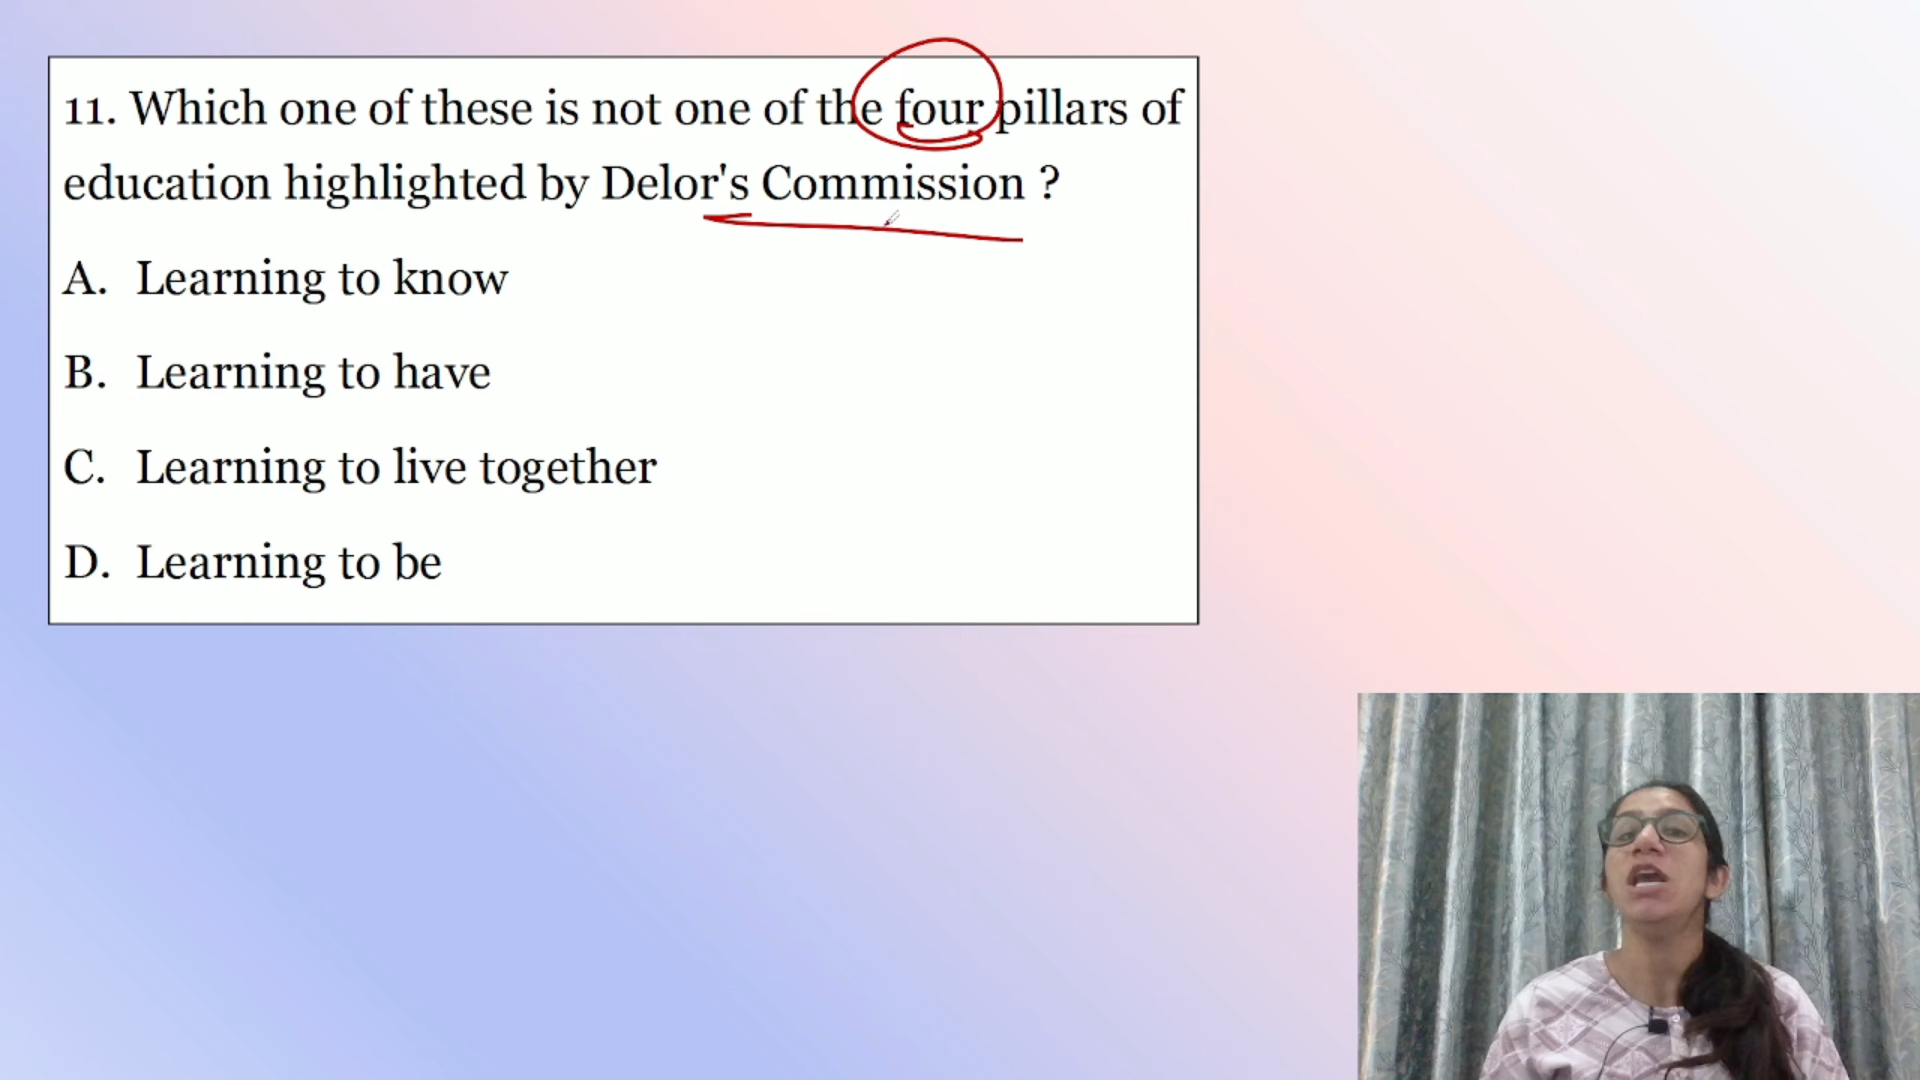 11. Which one of these is not one of the four pillars of
education highlighted by Delor's Commission ?
A. Learning to know
B. Learning to have
C. Learning to live together
D. Learning to be